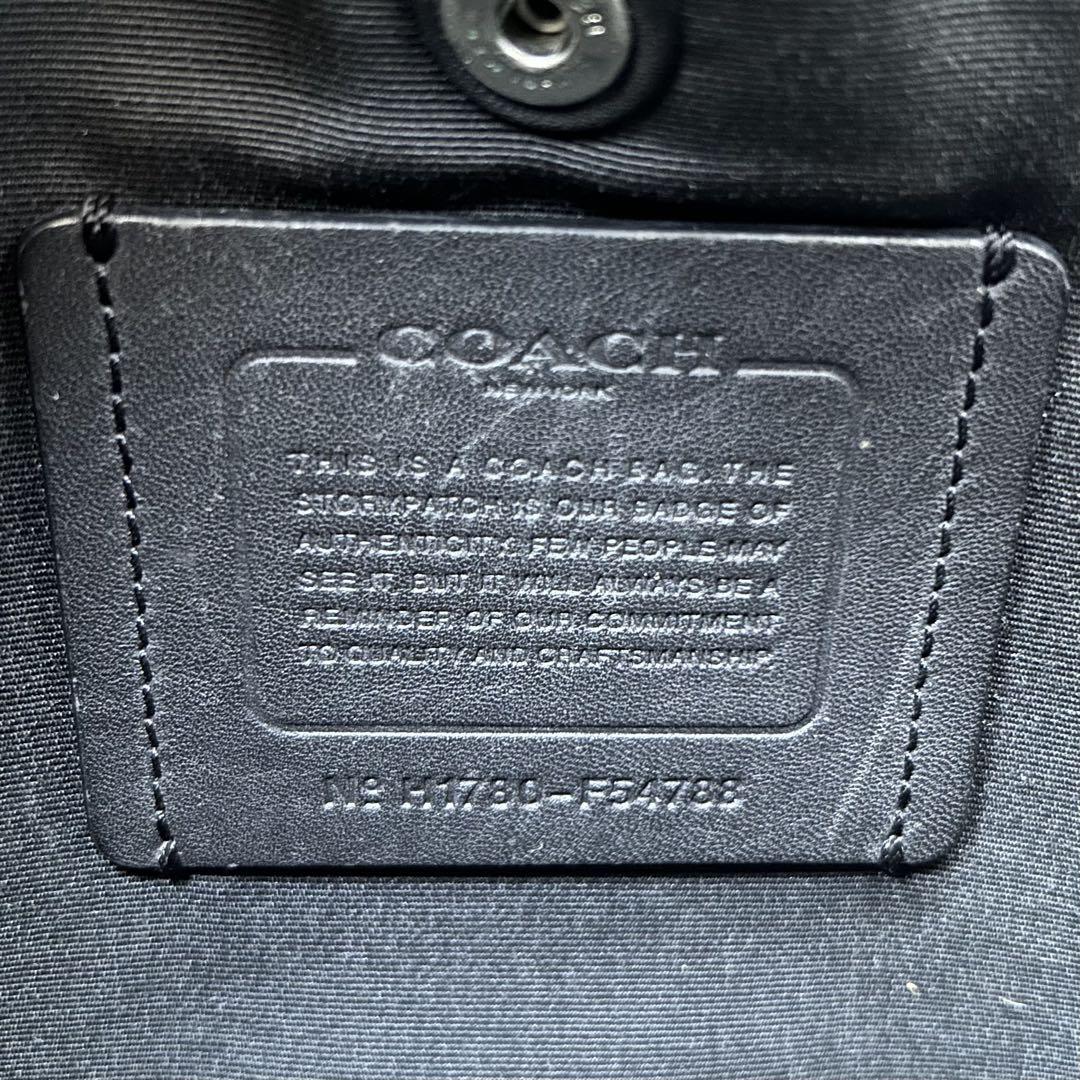 COACH
NEW YORK
THIS IS A COACH BAG. THE
STORYPATCH IS OUR BADGE OF
AUTHENTICITY. FEW PEOPLE MAY
SEE IT, BUT IT WILL ALWAYS BE A
REMINDER OF OUR COMMITMENT
TO QUALITY AND CRAFTSMANSHIP.
Nº H1780-F54788